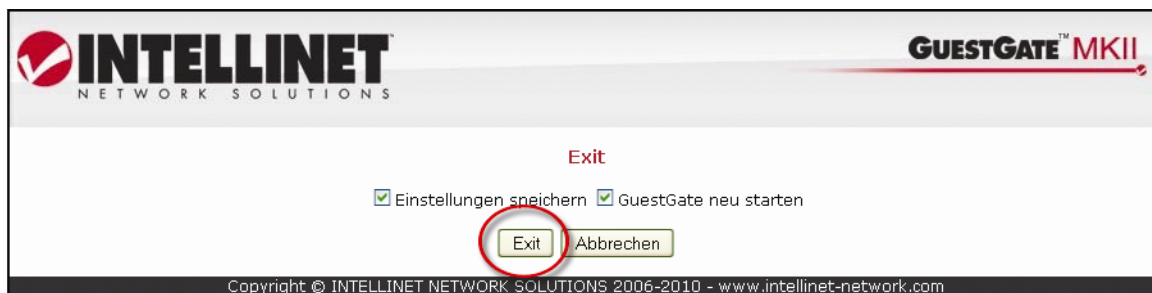 INTELLINET™
NETWORK SOLUTIONS
GUESTGATE™ MKII
Exit
Einstellungen speichern GuestGate neu starten
Exit Abbrechen
Copyright © INTELLINET NETWORK SOLUTIONS 2006-2010 - www.intellinet-network.com